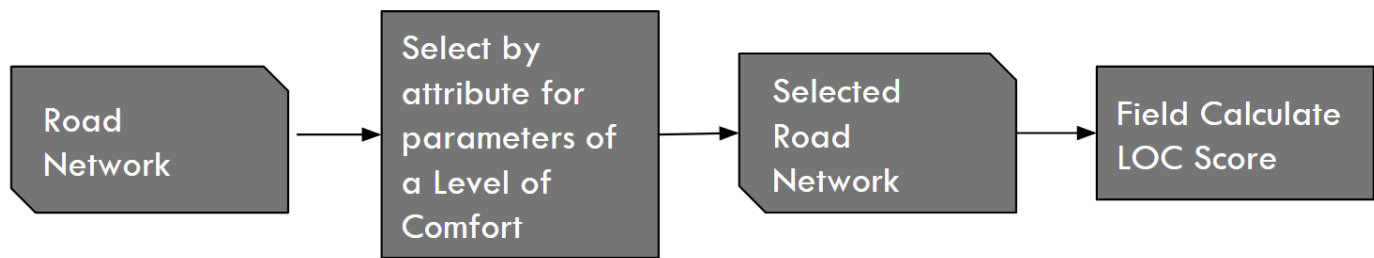 Road
Network
Select by
attribute for
parameters of
a Level of
Comfort
Selected
Road
Network
Field Calculate
LOC Score